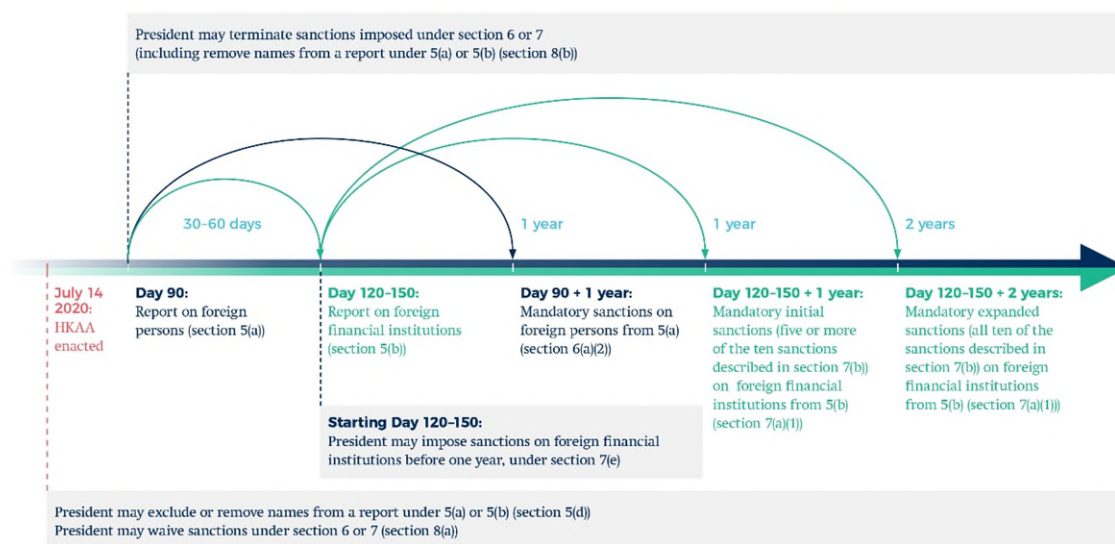 President may terminate sanctions imposed under section 6 or 7
(including remove names from a report under 5(a) or 5(b) (section 8(b))
30–60 days
1 year
1 year
2 years
July 14
2020:
HKAA
enacted
Day 90:
Report on foreign
persons (section 5(a))
Day 120–150:
Report on foreign
financial institutions
(section 5(b))
Day 90 + 1 year:
Mandatory sanctions on
foreign persons from 5(a)
(section 6(a)(2))
Day 120–150 + 1 year:
Mandatory initial
sanctions (five or more
of the ten sanctions
described in section 7(b))
on foreign financial
institutions from 5(b)
(section 7(a)(1))
Day 120–150 + 2 years:
Mandatory expanded
sanctions (all ten of the
sanctions described in
section 7(b)) on foreign
financial institutions
from 5(b) (section 7(a)(1)))
Starting Day 120–150:
President may impose sanctions on foreign financial
institutions before one year, under section 7(e)
President may exclude or remove names from a report under 5(a) or 5(b) (section 5(d))
President may waive sanctions under section 6 or 7 (section 8(a))